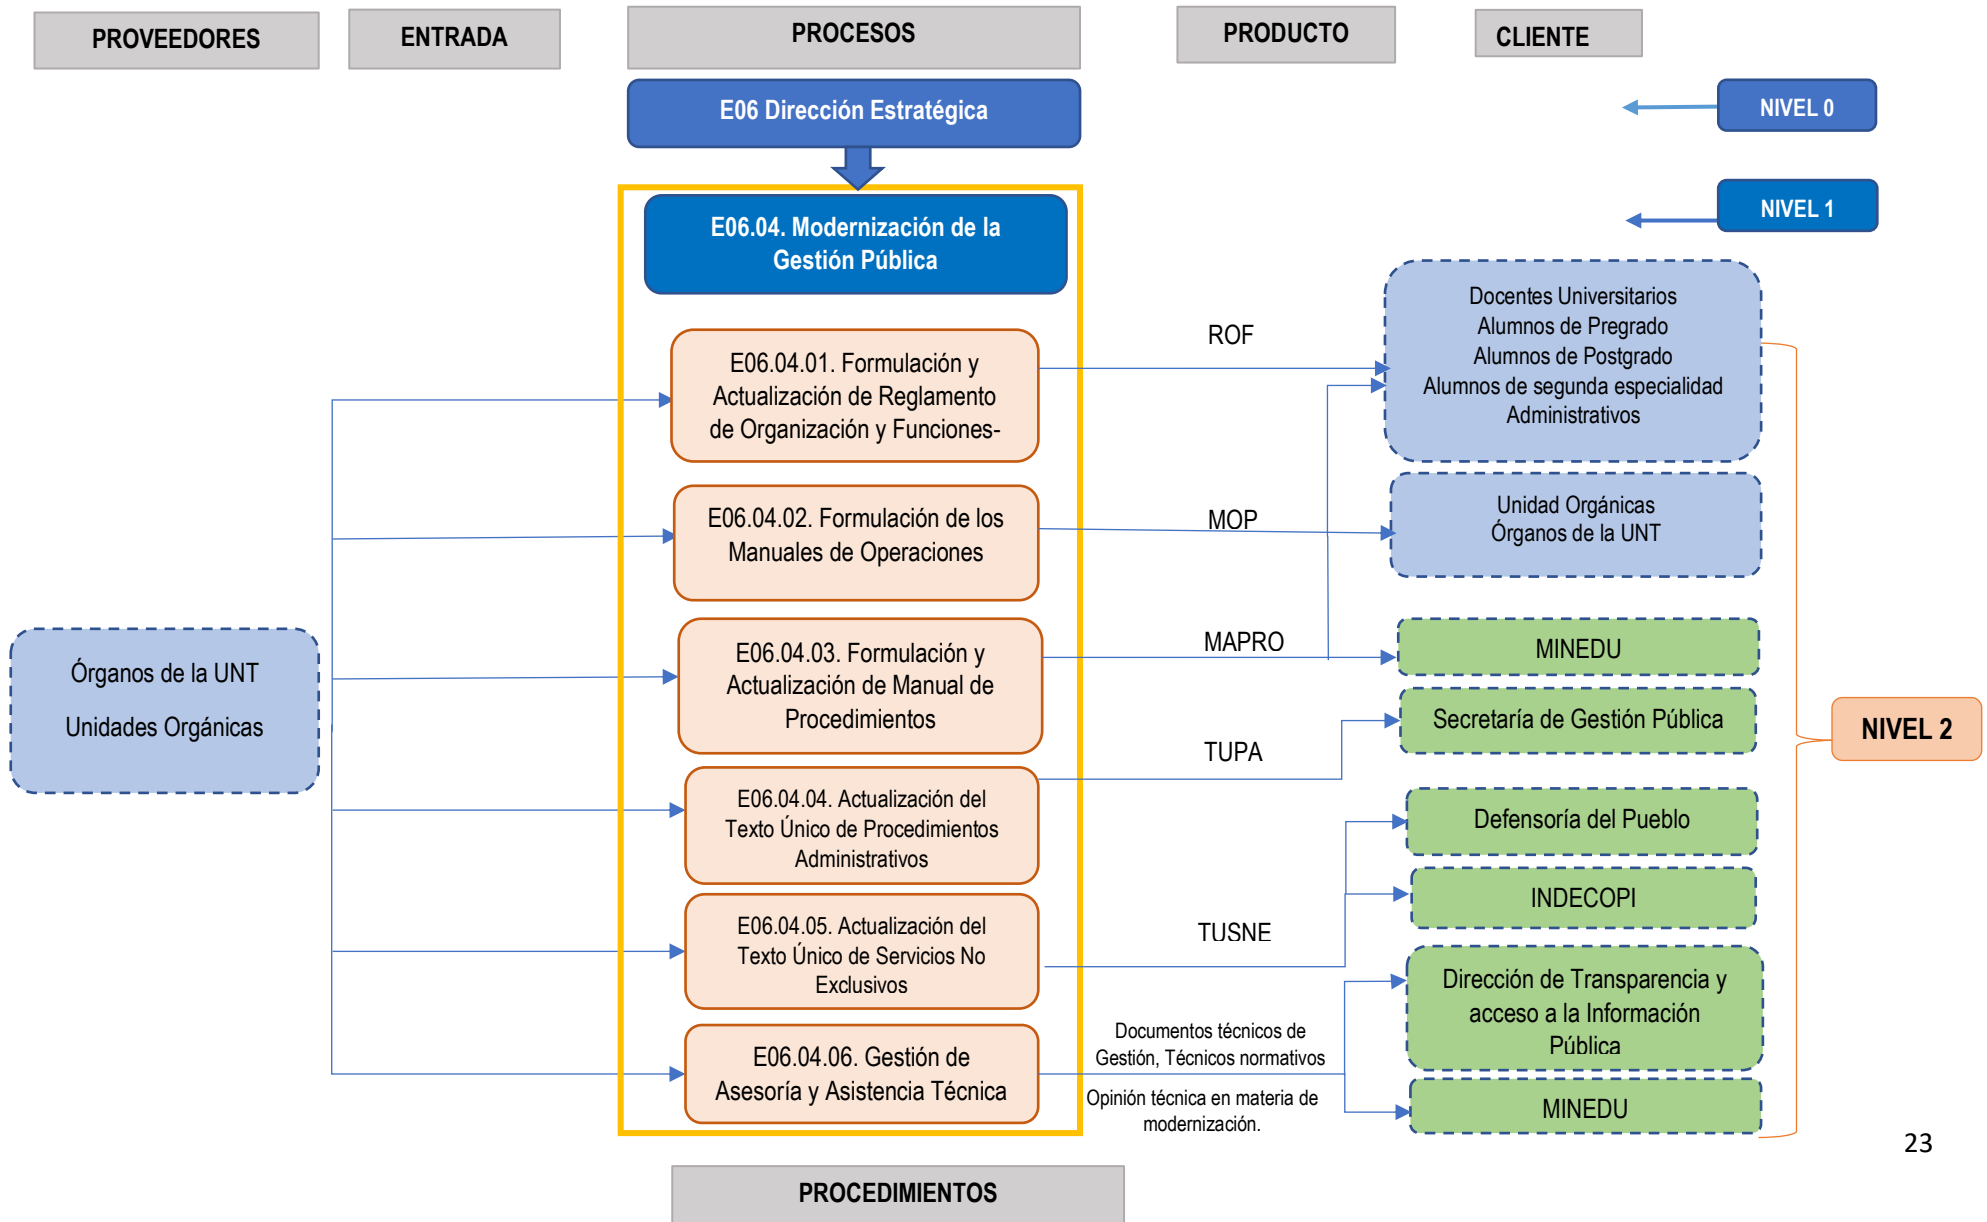 PROVEEDORES
ENTRADA
PROCESOS
PRODUCTO
CLIENTE
E06 Dirección Estratégica
NIVEL 0
E06.04. Modernización de la
Gestión Pública
NIVEL 1
Órganos de la UNT
Unidades Orgánicas
E06.04.01. Formulación y
Actualización de Reglamento
de Organización y Funciones-
ROF
Docentes Universitarios
Alumnos de Pregrado
Alumnos de Postgrado
Alumnos de segunda especialidad
Administrativos
E06.04.02. Formulación de los
Manuales de Operaciones
MOP
Unidad Orgánicas
Órganos de la UNT
E06.04.03. Formulación y
Actualización de Manual de
Procedimientos
MAPRO
MINEDU
E06.04.04. Actualización del
Texto Único de Procedimientos
Administrativos
TUPA
Secretaría de Gestión Pública
NIVEL 2
E06.04.05. Actualización del
Texto Único de Servicios No
Exclusivos
TUSNE
Defensoría del Pueblo
INDECOPI
E06.04.06. Gestión de
Asesoría y Asistencia Técnica
Documentos técnicos de
Gestión, Técnicos normativos
Opinión técnica en materia de
modernización.
Dirección de Transparencia y
acceso a la Información
Pública
MINEDU
23
PROCEDIMIENTOS